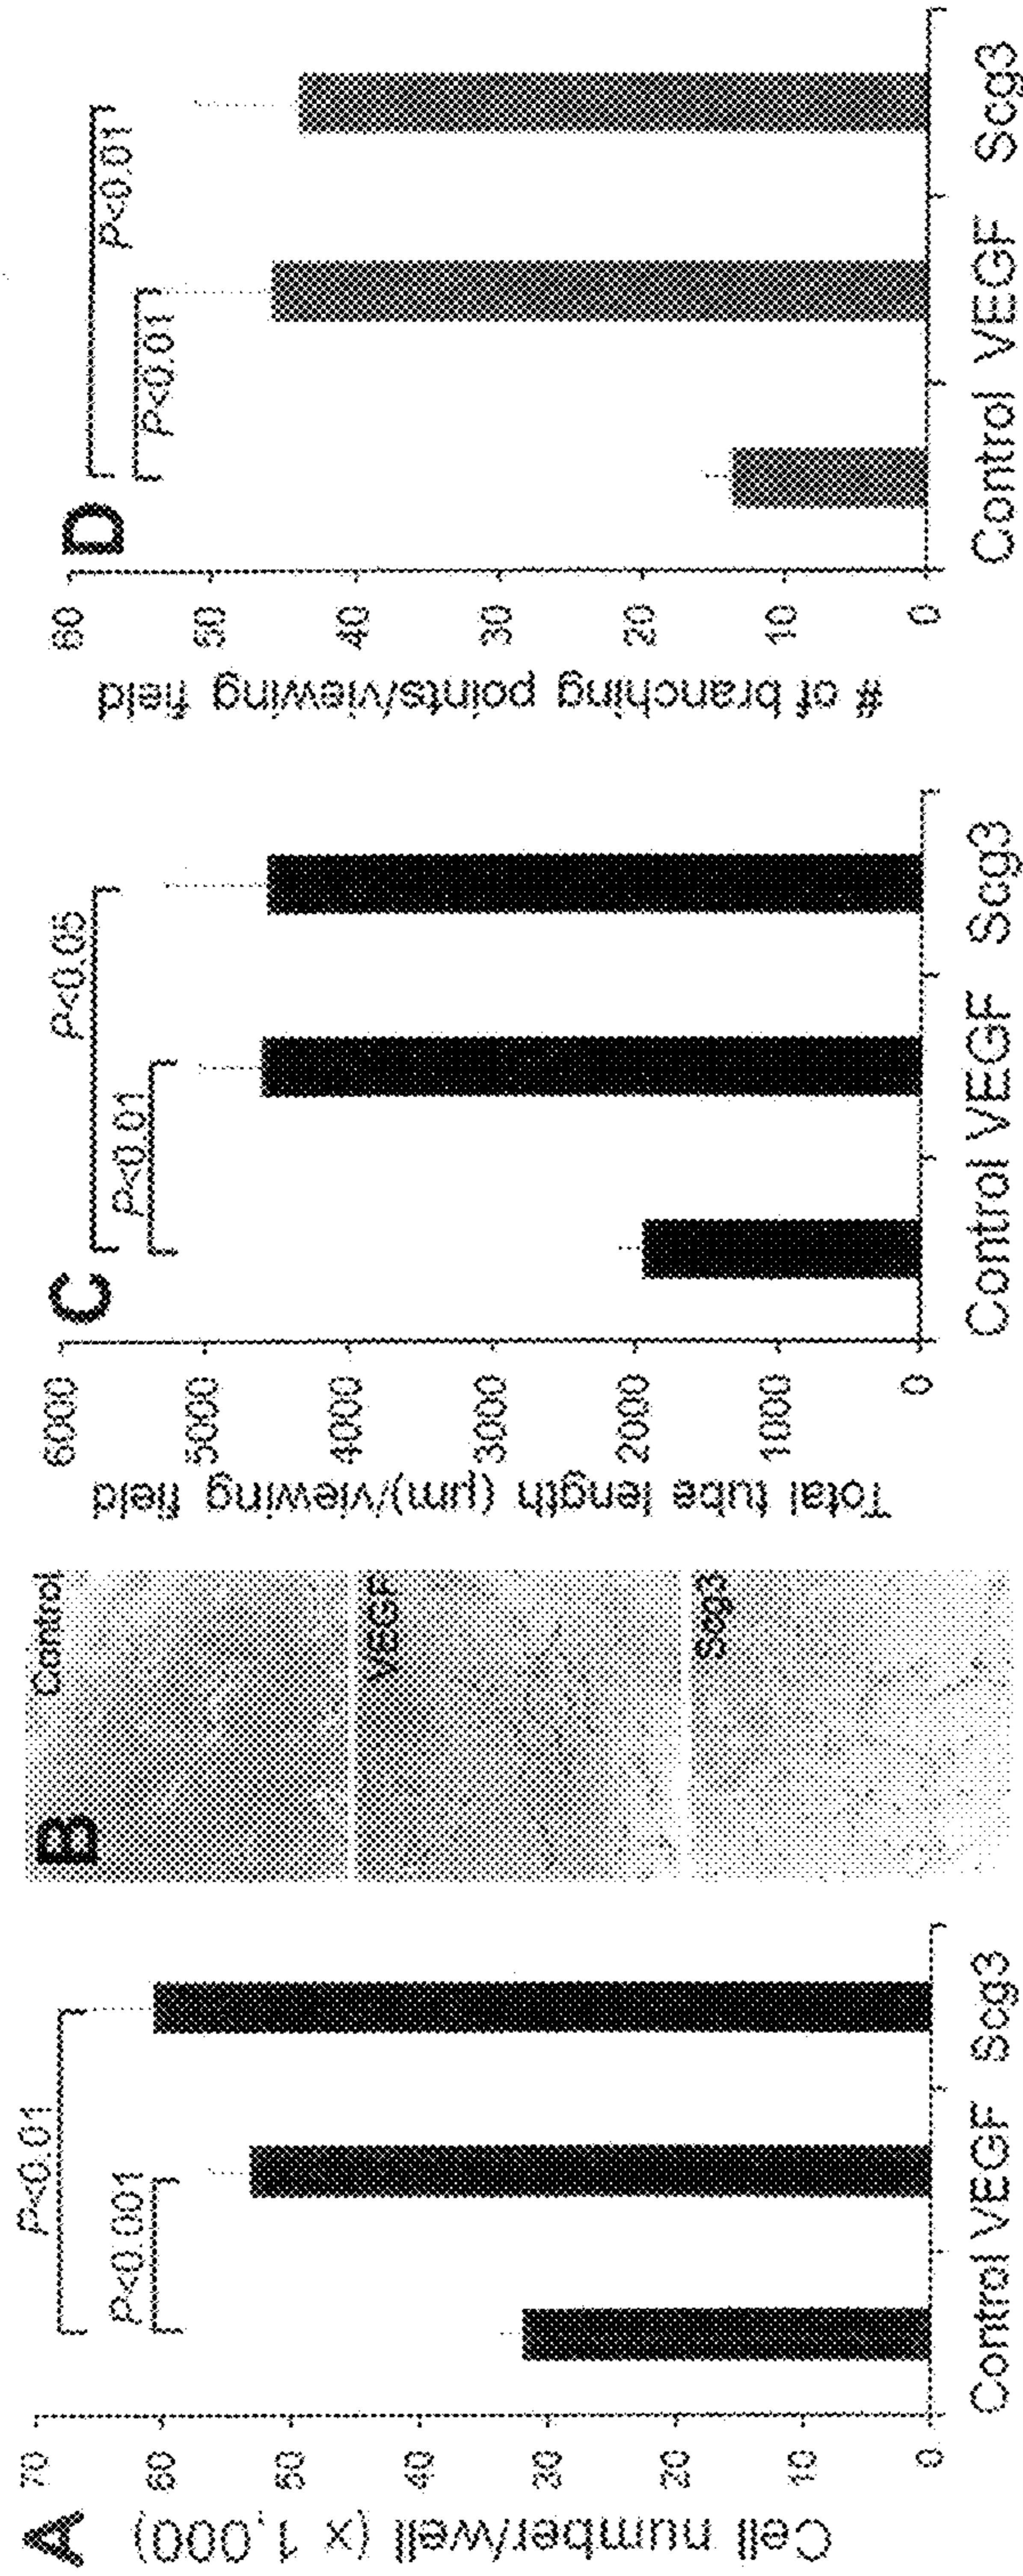 A
Cell number/well (x 1,000)
70
60
50
40
30
20
10
0
P<0.01
P<0.001
Control VEGF Scg3
B
Control
VEGF
Scg3
C
Total tube length (µm)/viewing field
6000
5000
4000
3000
2000
1000
0
P<0.05
P<0.01
Control VEGF Scg3
D
# of branching points/viewing field
60
50
40
30
20
10
0
P<0.01
P<0.01
Control VEGF Scg3